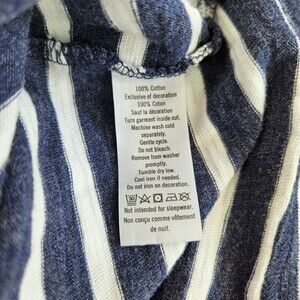 100% Cotton
Exclusive of decoration
100% Coton
Sauf la décoration
Turn garment inside out.
Machine wash cold
separately.
Gentle cycle.
Do not bleach.
Remove from washer
promptly.
Tumble dry low.
Cool iron if needed.
Do not iron on decoration.
Not intended for sleepwear.
Non conçu comme vêtement
de nuit.